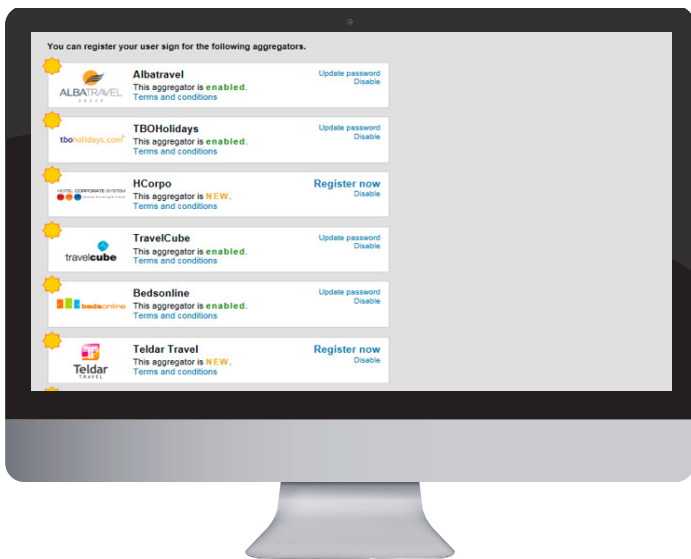 You can register your user sign for the following aggregators.
ALBATRAVEL
GROUP
Albatravel
This aggregator is enabled.
Terms and conditions
Update password
Disable
tboholidays.com
TBOHolidays
This aggregator is enabled.
Terms and conditions
Update password
Disable
HOTEL CORPORATE SYSTEM
HCorpo
This aggregator is NEW.
Terms and conditions
Register now
Disable
travelcube
TravelCube
This aggregator is enabled.
Terms and conditions
Update password
Disable
bedsonline
Bedsonline
This aggregator is enabled.
Terms and conditions
Update password
Disable
Teldar
TRAVEL
Teldar Travel
This aggregator is NEW.
Terms and conditions
Register now
Disable